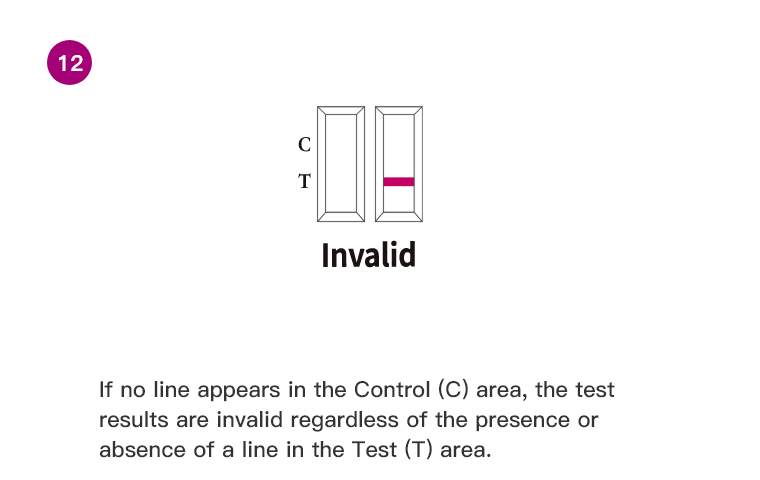 12
C
T
Invalid
If no line appears in the Control (C) area, the test
results are invalid regardless of the presence or
absence of a line in the Test (T) area.